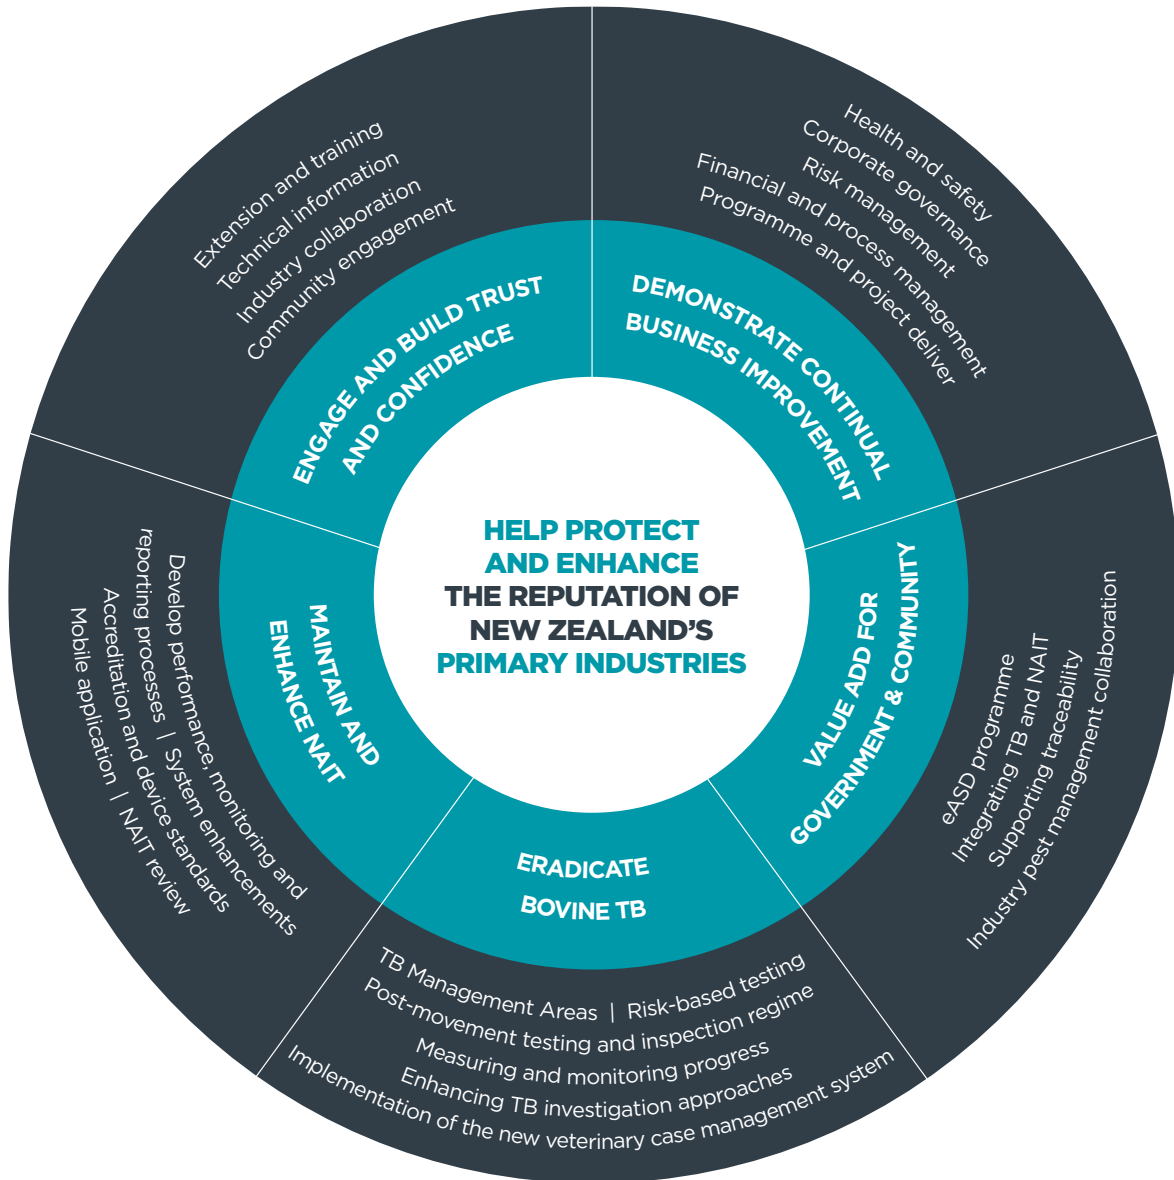 HELP PROTECT
AND ENHANCE
THE REPUTATION OF
NEW ZEALAND'S
PRIMARY INDUSTRIES
ENGAGE AND BUILD TRUST
AND CONFIDENCE
Extension and training
Technical information
Industry collaboration
Community engagement
DEMONSTRATE CONTINUAL
BUSINESS IMPROVEMENT
Health and safety
Corporate governance
Risk management
Financial and process management
Programme and project deliver
VALUE ADD FOR
GOVERNMENT & COMMUNITY
eASD programme
Integrating TB and NAIT
Supporting traceability
Industry pest management collaboration
ERADICATE
BOVINE TB
TB Management Areas | Risk-based testing
Post-movement testing and inspection regime
Measuring and monitoring progress
Enhancing TB investigation approaches
Implementation of the new veterinary case management system
MAINTAIN AND
ENHANCE NAIT
Develop performance, monitoring and
reporting processes | System enhancements
Accreditation and device standards
Mobile application | NAIT review